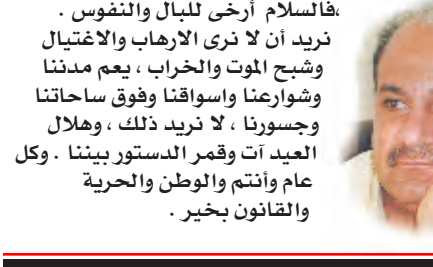 ،فالسلام أرخى للبال والنفوس .
نريد أن لا نرى الارهاب والاغتيال
وشبح الموت والخراب ، يعم مدننا
وشوارعنا واسواقنا وفوق ساحاتنا
وجسورنا ، لا نريد ذلك ، وهلال
العيد آت وقمر الدستور بيننا . وكل
عام وأنتم والوطن والحرية
والقانون بخير .